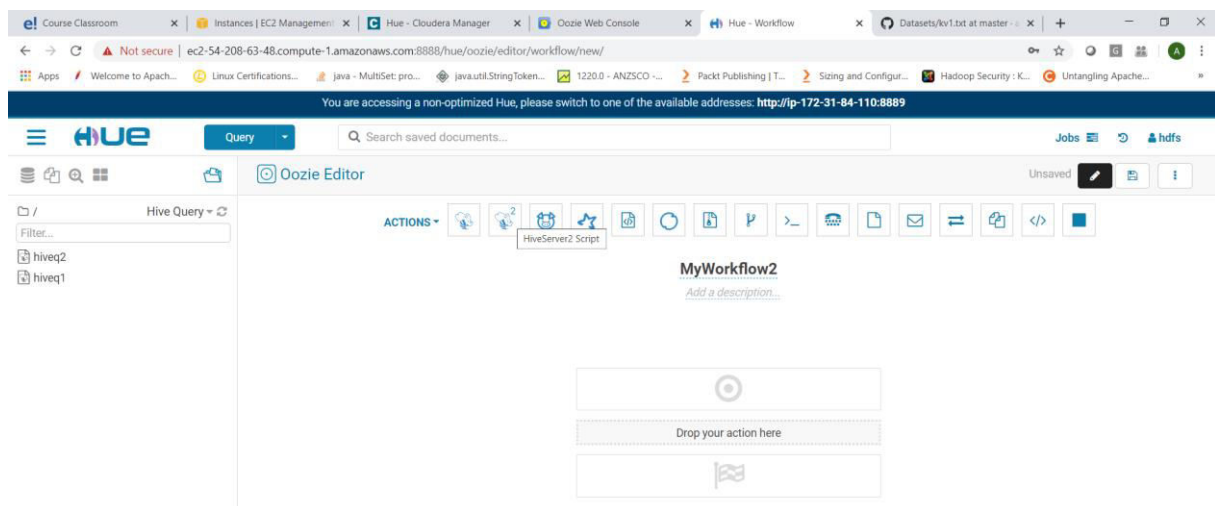 Course Classroom
Instances | EC2 Management
Hue - Cloudera Manager
Oozie Web Console
Hue - Workflow
Datasets/kv1.txt at master ·
Not secure | ec2-54-208-63-48.compute-1.amazonaws.com:8888/hue/oozie/editor/workflow/new/
Apps Welcome to Apach... Linux Certifications... java - MultiSet: pro... java.util.StringToken... 1220.0 - ANZSCO -... Packt Publishing | T... Sizing and Configur... Hadoop Security : K... Untangling Apache... »
You are accessing a non-optimized Hue, please switch to one of the available addresses: http://ip-172-31-84-110:8889
HUE Query Search saved documents... Jobs hdfs
Oozie Editor Unsaved
/ Hive Query
Filter...
hiveq2
hiveq1
ACTIONS
2
HiveServer2 Script
MyWorkflow2
Add a description...
Drop your action here